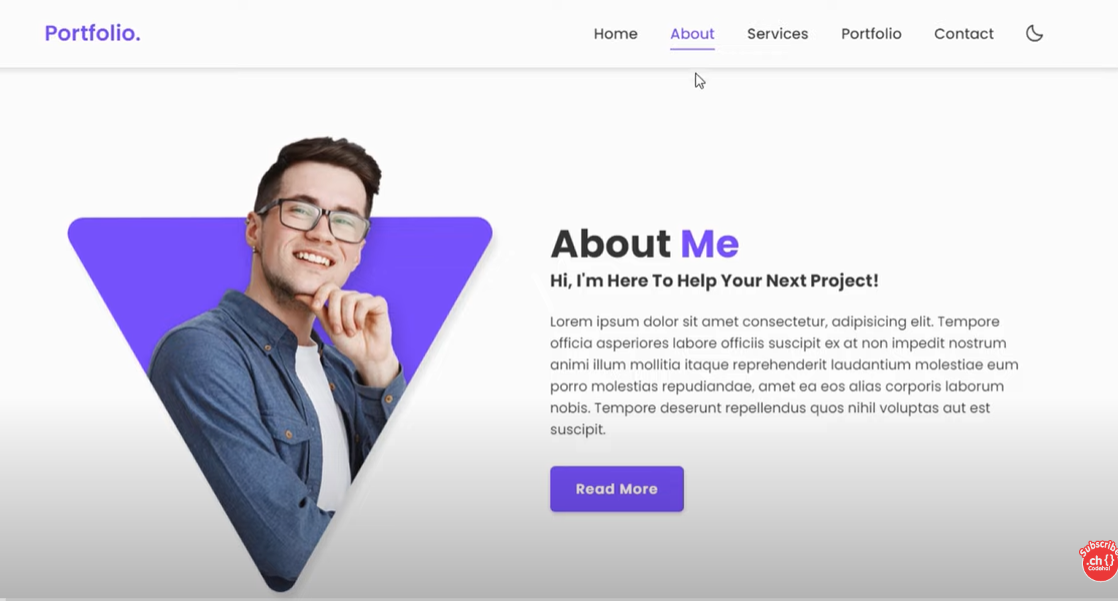 Portfolio.
Home About Services Portfolio Contact
About Me
Hi, I'm Here To Help Your Next Project!
Lorem ipsum dolor sit amet consectetur, adipisicing elit. Tempore
officia asperiores labore officiis suscipit ex at non impedit nostrum
animi illum mollitia itaque reprehenderit laudantium molestiae eum
porro molestias repudiandae, amet ea eos alias corporis laborum
nobis. Tempore deserunt repellendus quos nihil voluptas aut est
suscipit.
Read More
Subscribe
.ch {}
Codehal